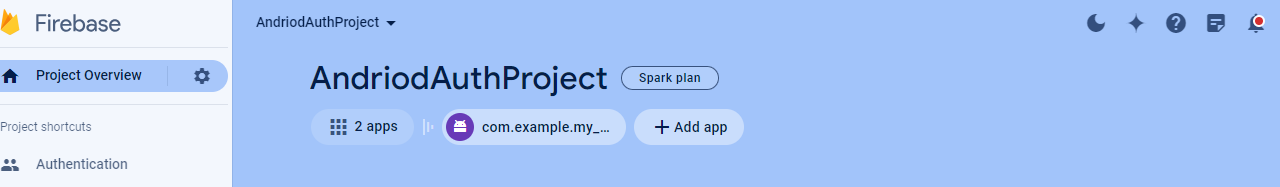 Firebase
AndriodAuthProject
Project Overview
AndriodAuthProject
Spark plan
2 apps
com.example.my_...
Add app
Project shortcuts
Authentication